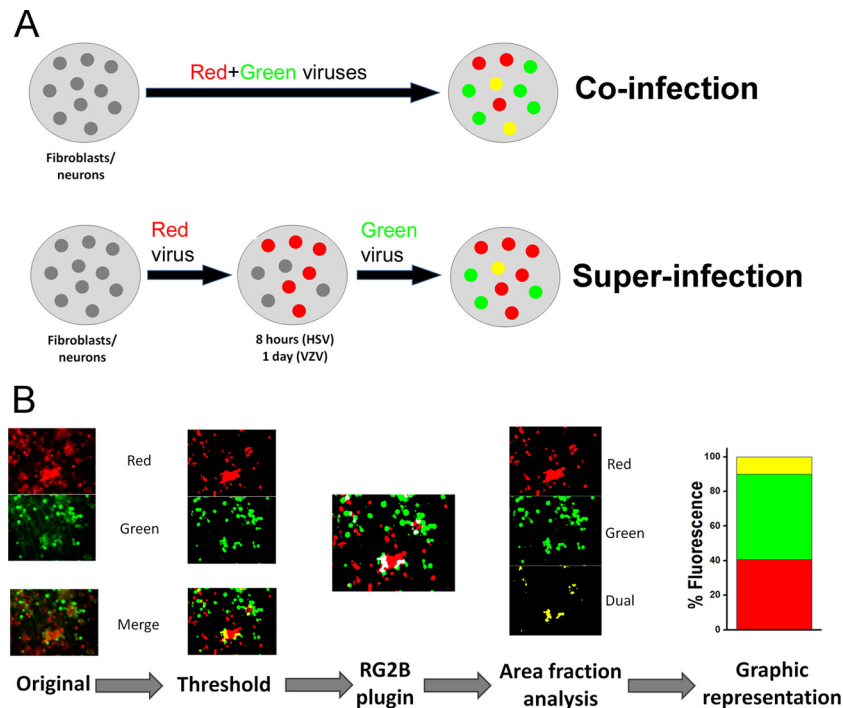 A
Red+Green viruses
Co-infection
Fibroblasts/
neurons
Red
virus
Green
virus
Super-infection
Fibroblasts/
neurons
8 hours (HSV)
1 day (VZV)
B
Red
Green
Merge
Red
Green
Dual
% Fluorescence
100
80
60
40
20
0
Original
Threshold
RG2B
plugin
Area fraction
analysis
Graphic
representation